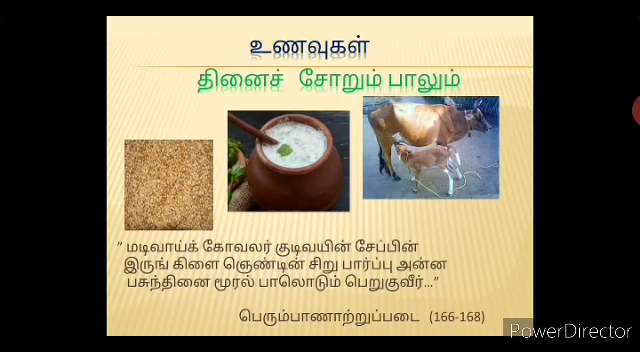 உணவுகள்
தினைச் சோறும் பாலும்
" மடிவாய்க் கோவலர் குடிவயின் சேப்பின்
இருங் கிளை ஞெண்டின் சிறு பார்ப்பு அன்ன
பசுந்தினை மூரல் பாலொடும் பெறுகுவீர்..."
பெரும்பாணாற்றுப்படை (166-168)
PowerDirector